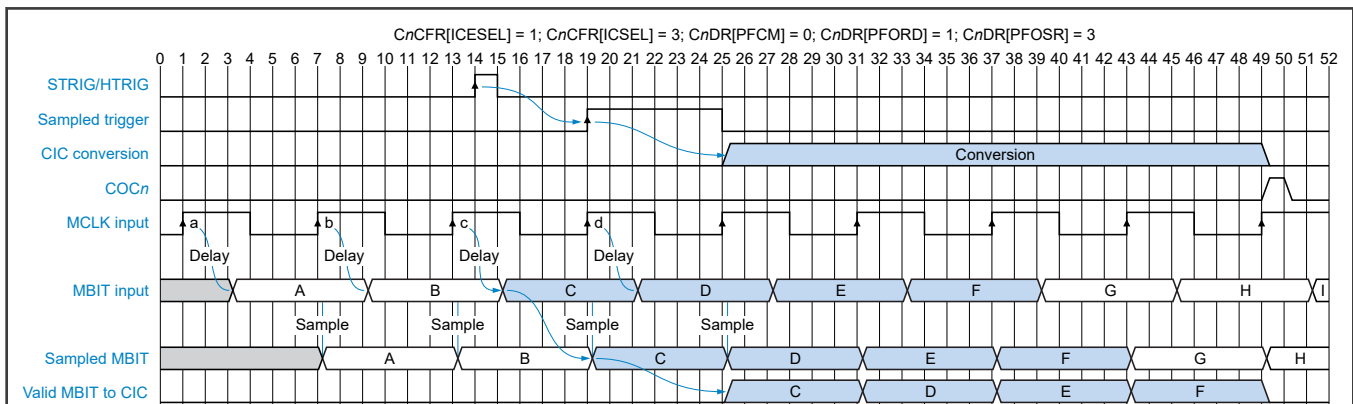 CnCFR[ICESEL] = 1; CnCFR[ICSEL] = 3; CnDR[PFCM] = 0; CnDR[PFORD] = 1; CnDR[PFOSR] = 3
0 1 2 3 4 5 6 7 8 9 10 11 12 13 14 15 16 17 18 19 20 21 22 23 24 25 26 27 28 29 30 31 32 33 34 35 36 37 38 39 40 41 42 43 44 45 46 47 48 49 50 51 52
STRIG/HTRIG
Sampled trigger
CIC conversion Conversion
COCn
MCLK input a b c d
Delay Delay Delay Delay
MBIT input A B C D E F G H I
Sample Sample Sample Sample
Sampled MBIT A B C D E F G H
Valid MBIT to CIC C D E F